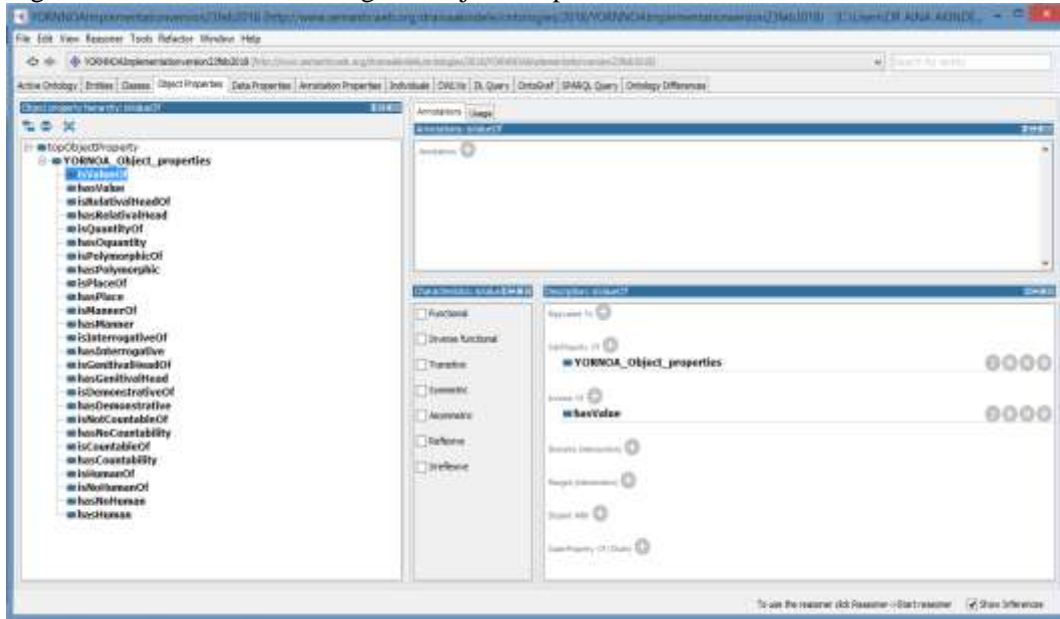 File Edit View Reasoner Tools Refactor Window Help
Active Ontology Entities Classes Object Properties Data Properties Annotation Properties Individuals OWLViz DL Query OntoGraf SPARQL Query Ontology Differences
Annotations Usage
topObjectProperty
YORNOA_Object_properties
isValueOf
hasValue
isRelativalHeadOf
hasRelativalHead
isQuantityOf
hasOquantity
isPolymorphicOf
hasPolymorphic
isPlaceOf
hasPlace
isMannerOf
hasManner
isInterrogativeOf
hasInterrogative
isGenitivalHeadOf
hasGenitivalHead
isDemonstrativeOf
hasDemonstrative
isNotCountableOf
hasNoCountability
isCountableOf
hasCountability
isHumanOf
isNoHumanOf
hasNoHuman
hasHuman
Annotations
Functional
Inverse functional
Transitive
Symmetric
Asymmetric
Reflexive
Irreflexive
Equivalent To
SubProperty Of
YORNOA_Object_properties
Inverse Of
hasValue
Domains (intersection)
Ranges (intersection)
Disjoint With
SuperProperty Of (Chain)
To use the reasoner click Reasoner->Start reasoner Show Inferences